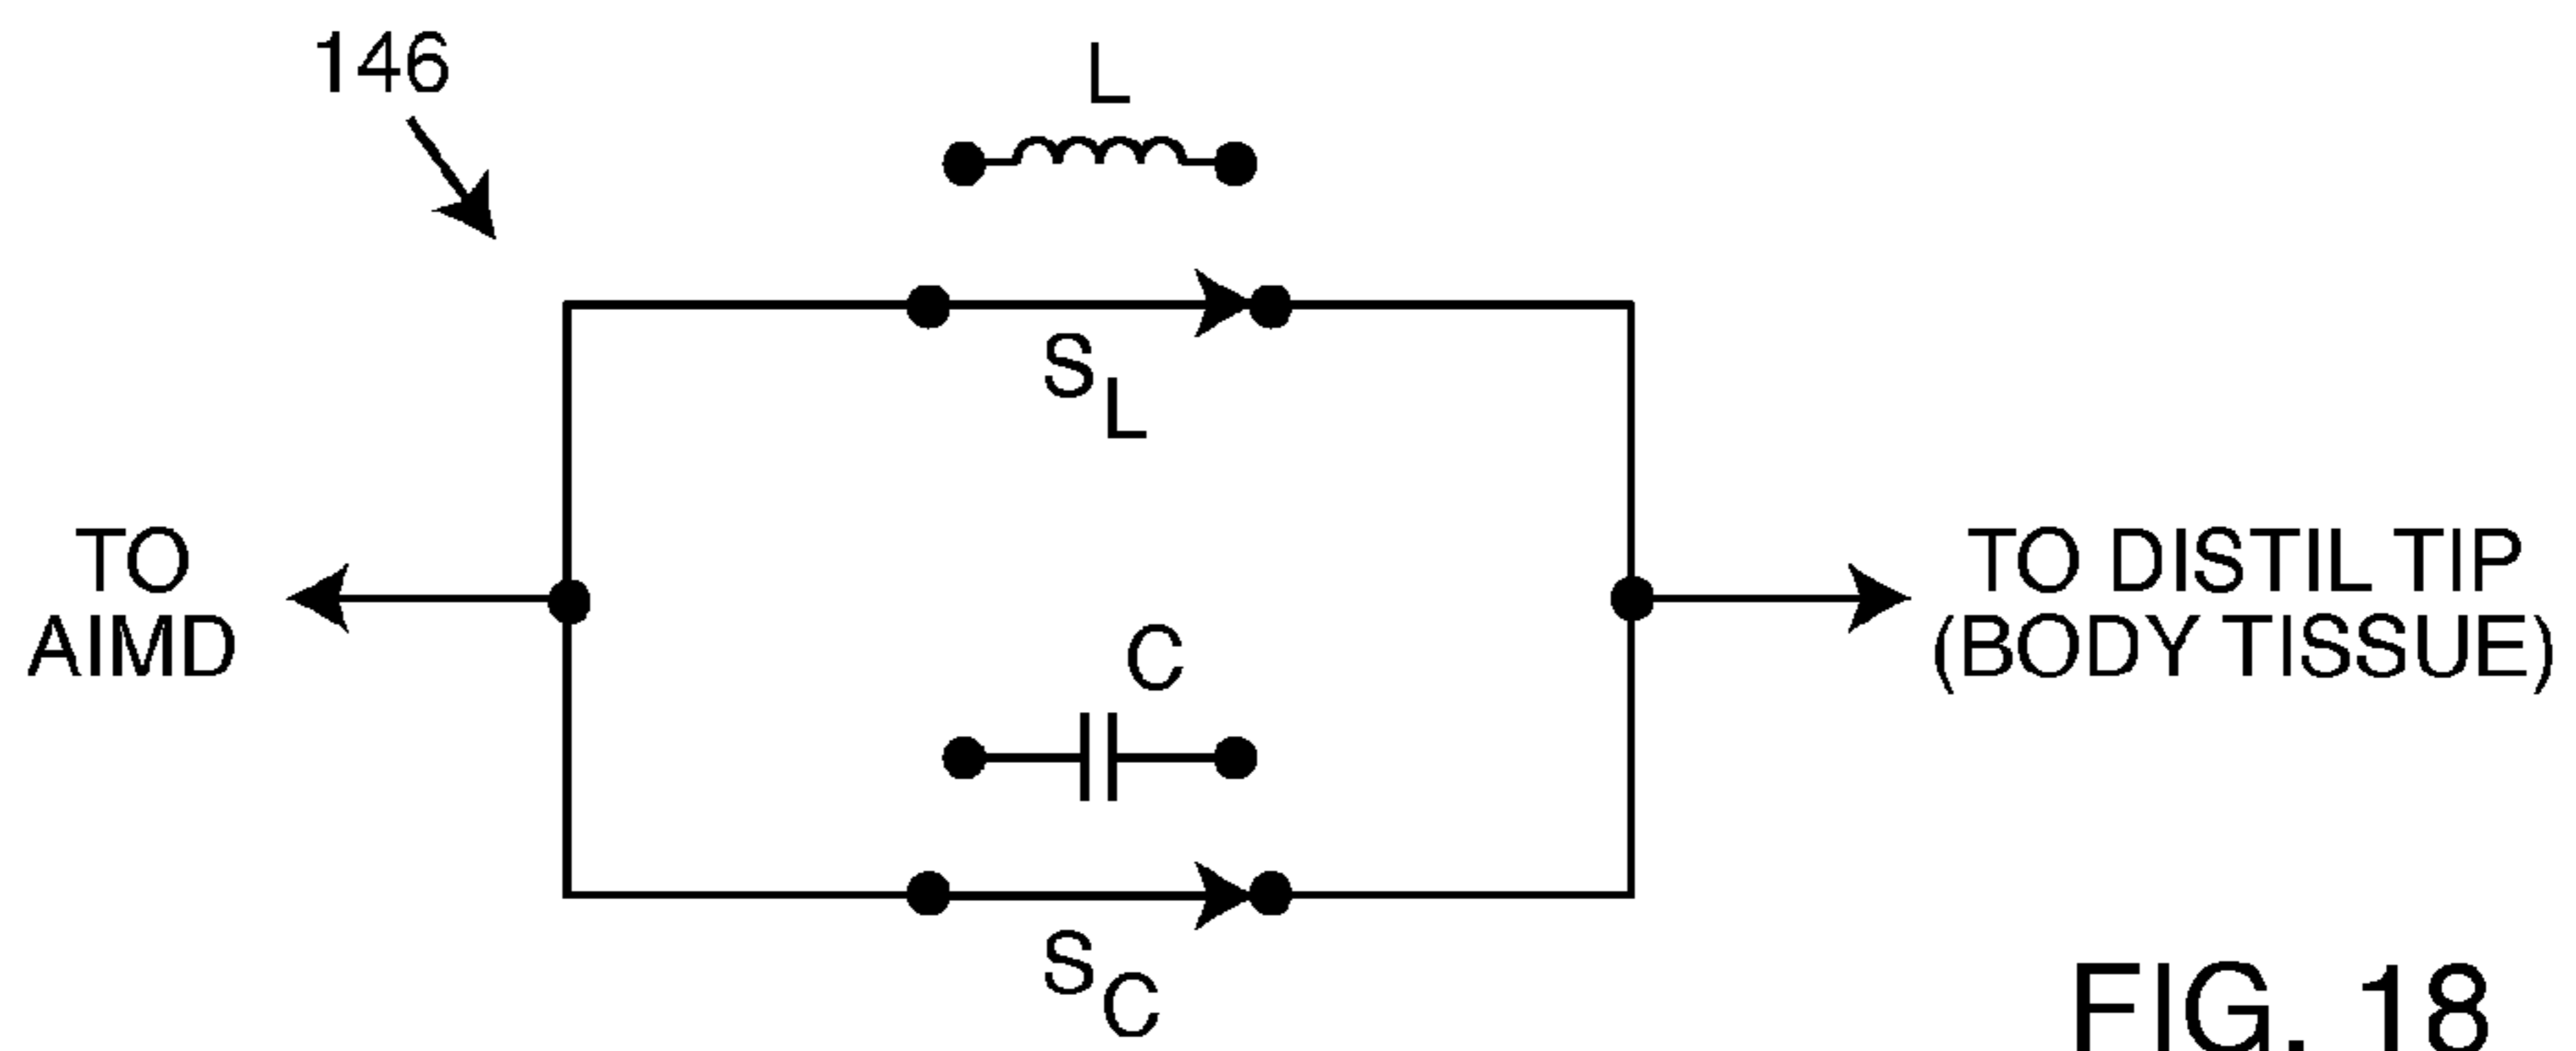 146
L
S_L
TO
AIMD
C
TO DISTIL TIP
(BODY TISSUE)
S_C
FIG. 18